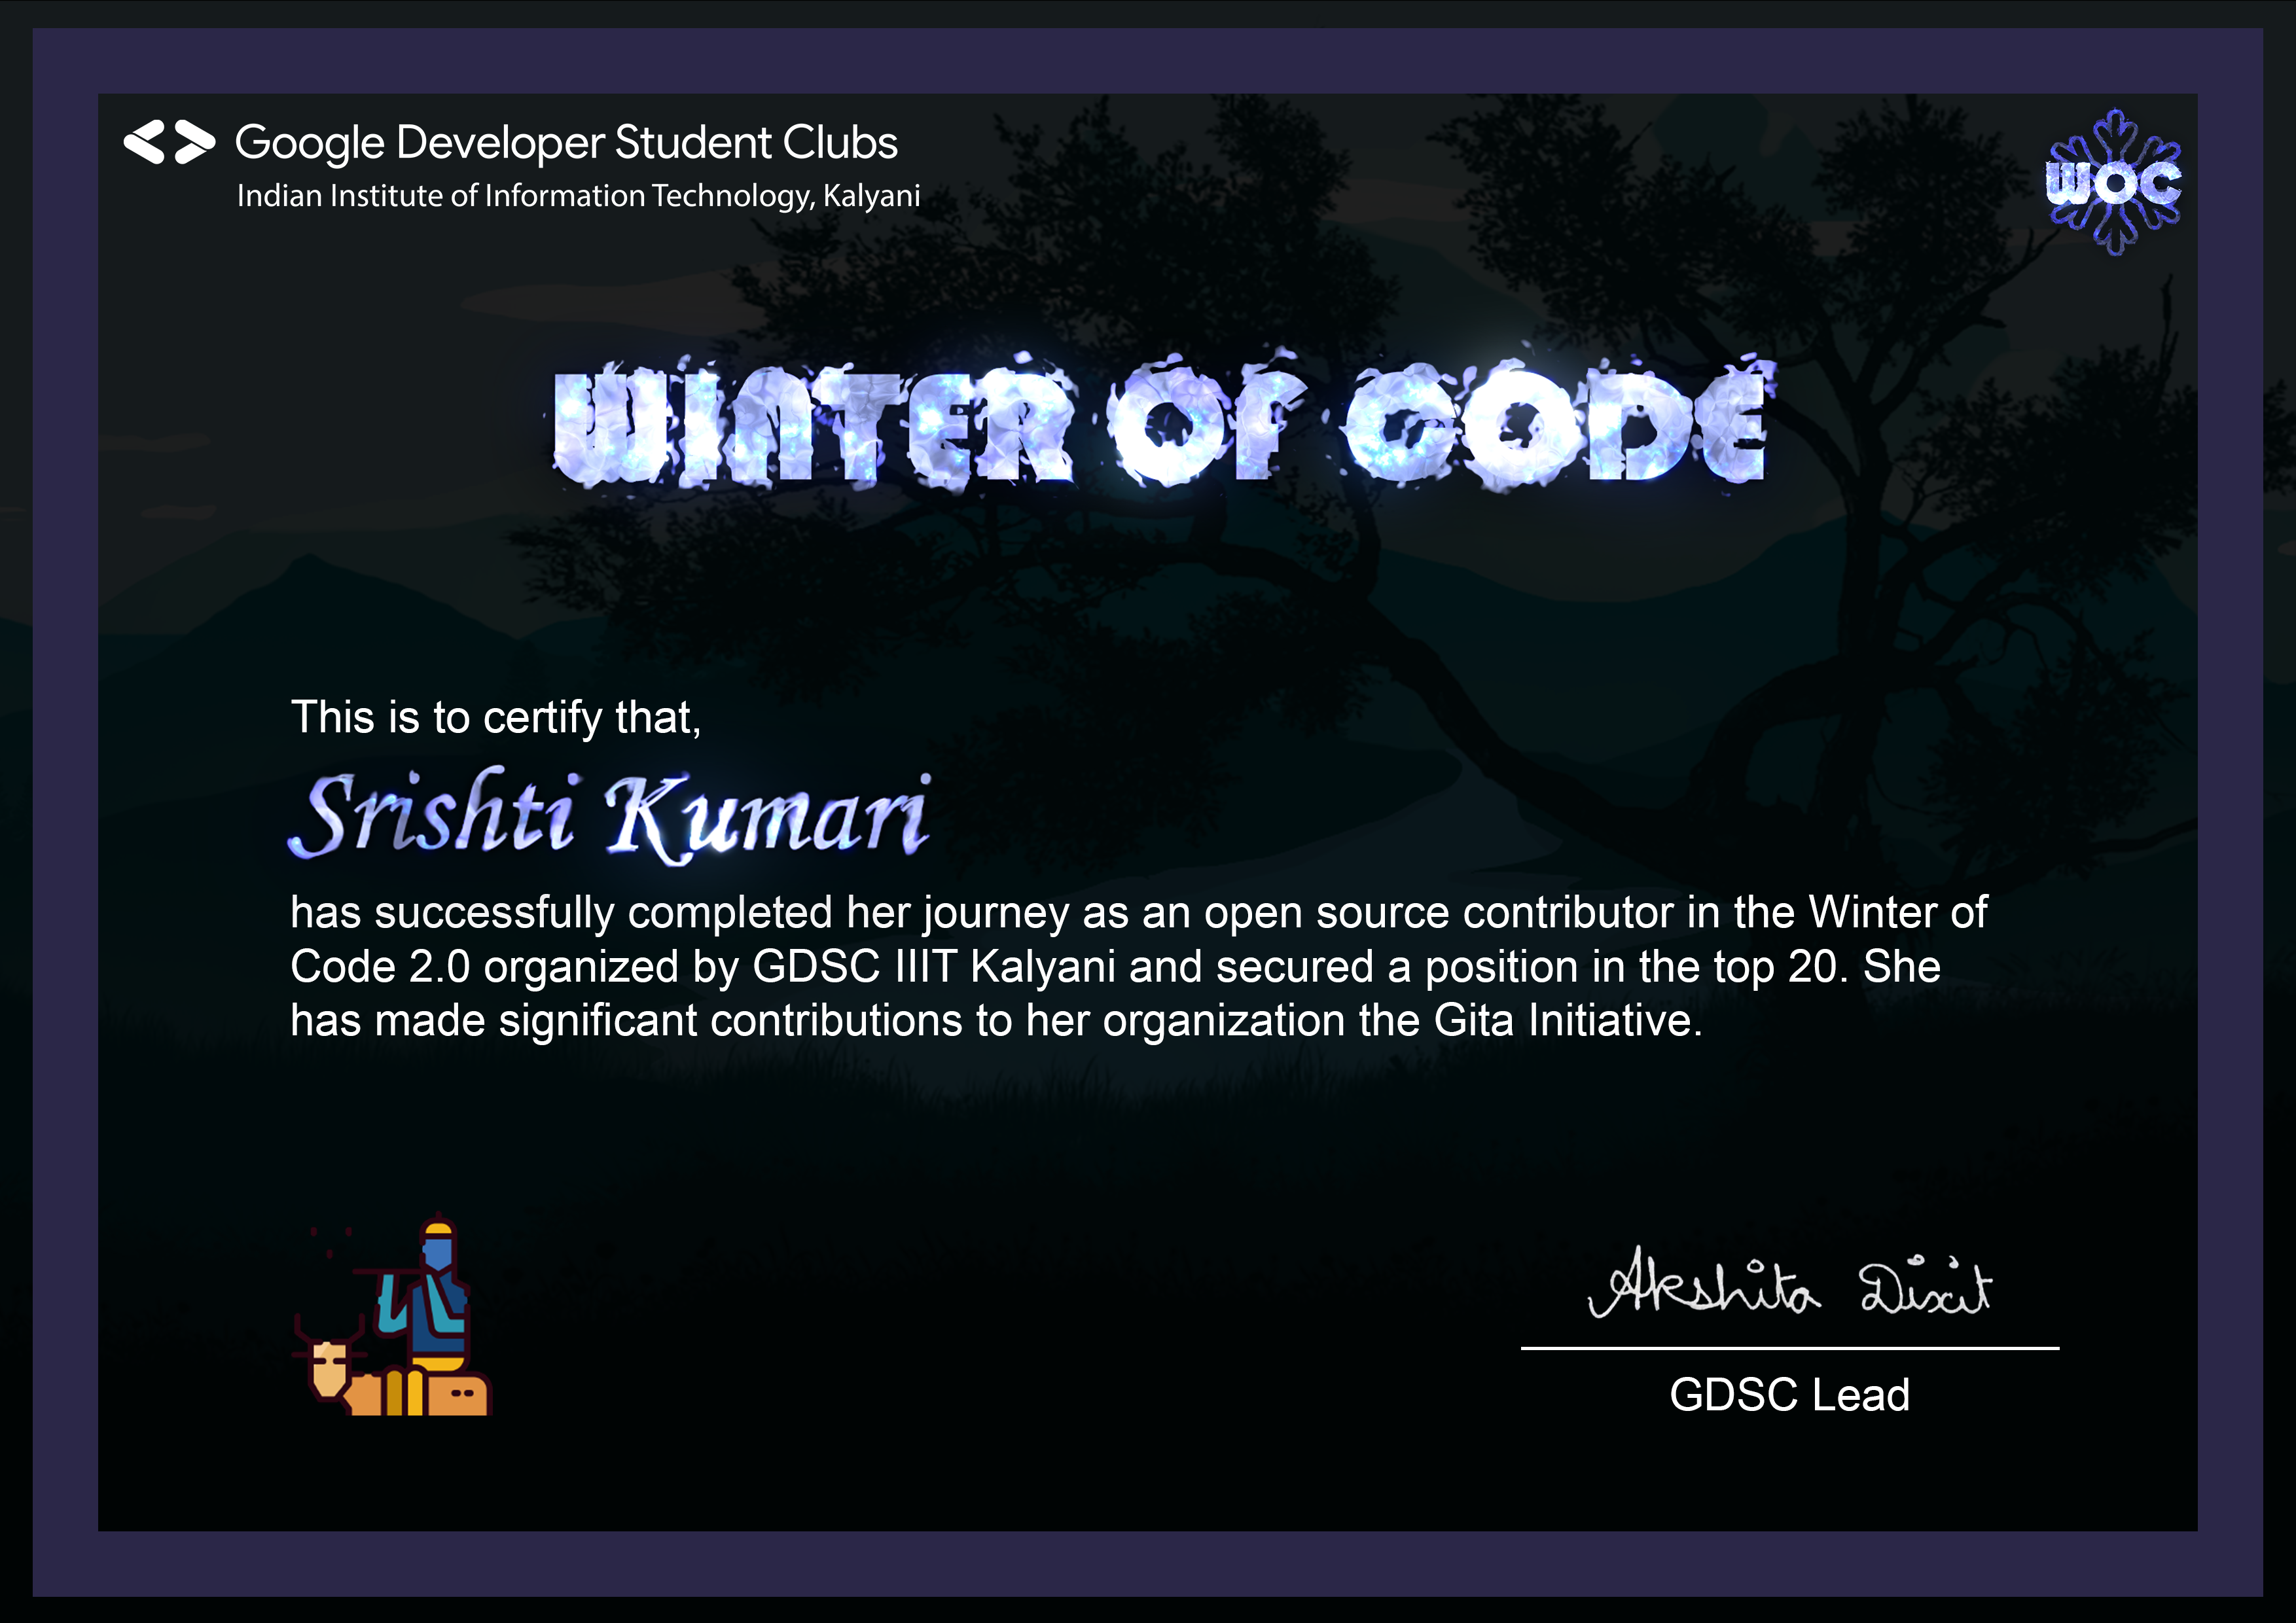 Google Developer Student Clubs
Indian Institute of Information Technology, Kalyani
WOC
WINTER OF CODE
This is to certify that,
Srishti Kumari
has successfully completed her journey as an open source contributor in the Winter of
Code 2.0 organized by GDSC IIIT Kalyani and secured a position in the top 20. She
has made significant contributions to her organization the Gita Initiative.
Akshita Dixit
GDSC Lead